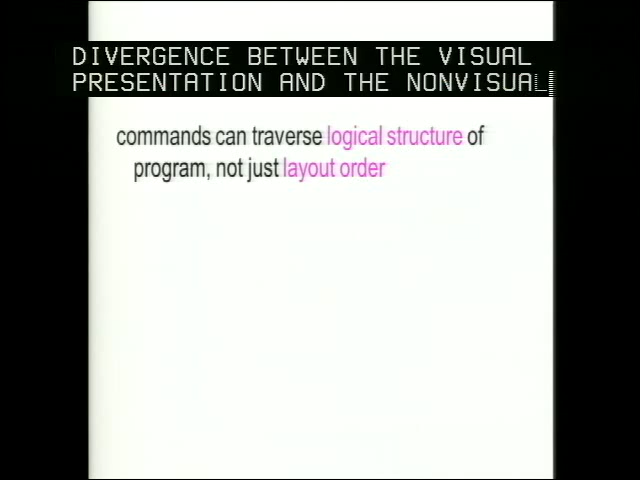 DIVERGENCE BETWEEN THE VISUAL
PRESENTATION AND THE NONVISUAL
commands can traverse logical structure of
program, not just layout order